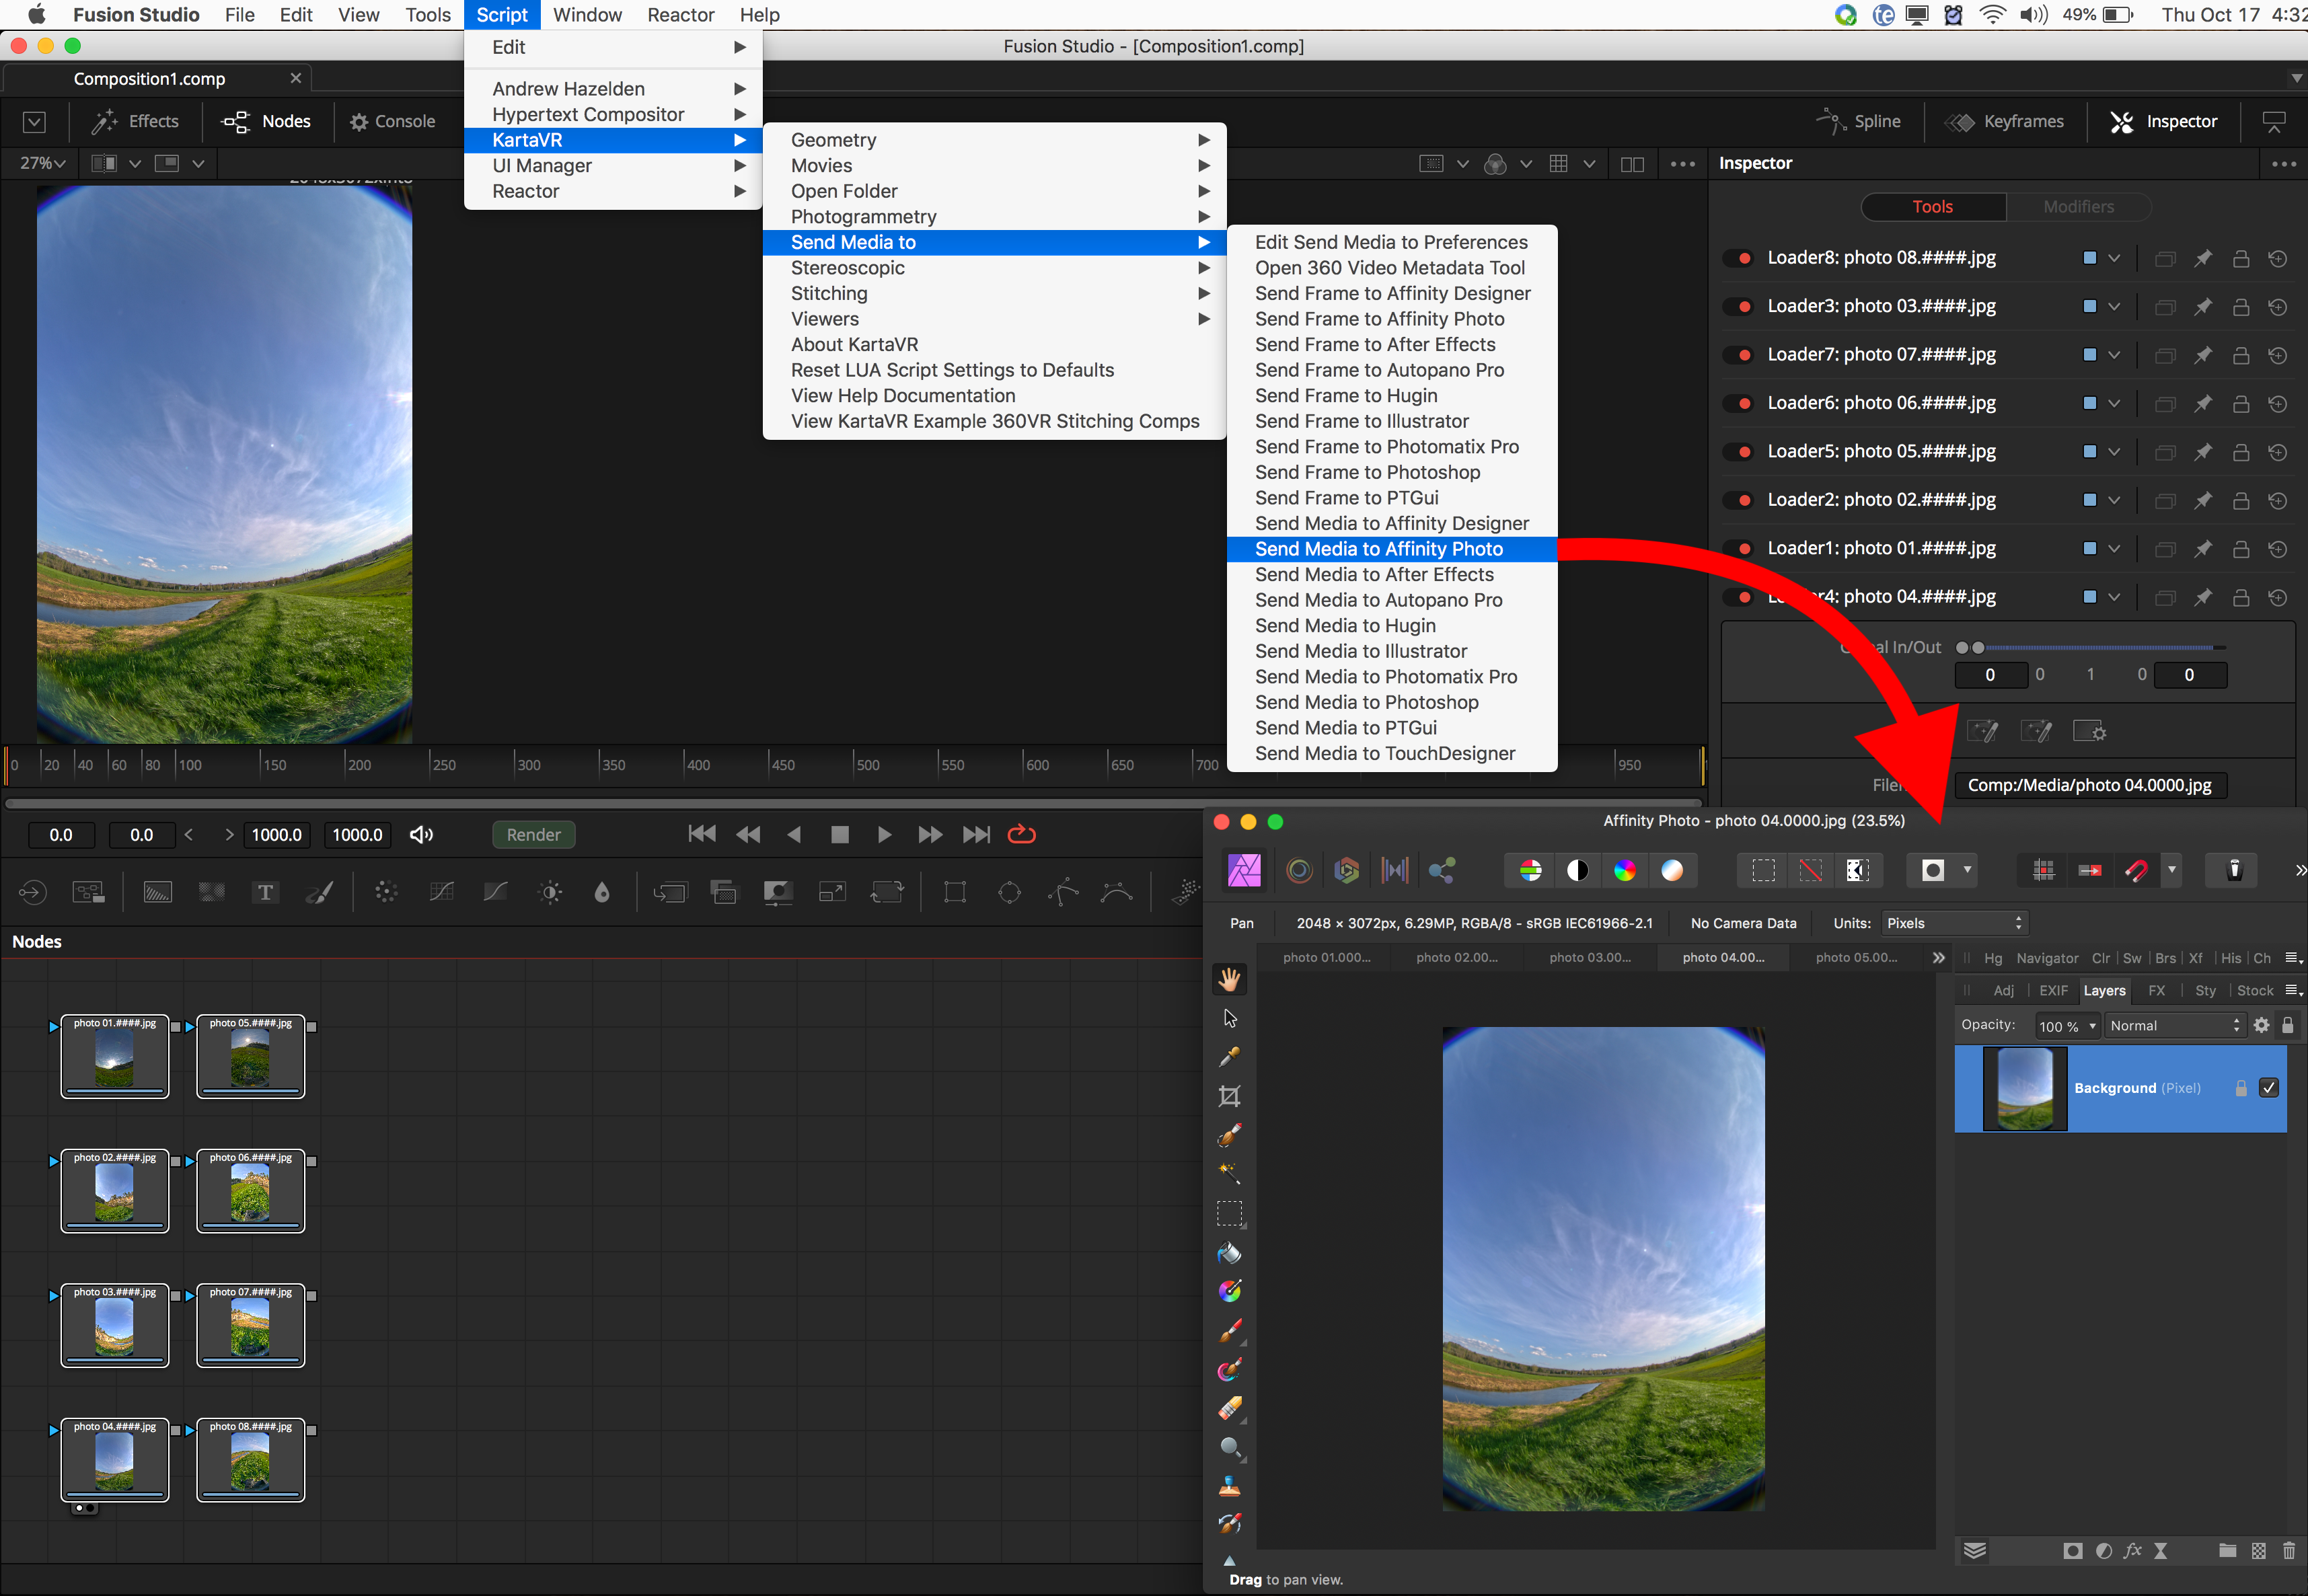 Fusion Studio File Edit View Tools Script Window Reactor Help 49% Thu Oct 17
Fusion Studio - [Composition1.comp]
Composition1.comp
Effects Nodes Console Spline Keyframes Inspector
27%
Edit
Andrew Hazelden
Hypertext Compositor
KartaVR
UI Manager
Reactor
Geometry
Movies
Open Folder
Photogrammetry
Send Media to
Stereoscopic
Stitching
Viewers
About KartaVR
Reset LUA Script Settings to Defaults
View Help Documentation
View KartaVR Example 360VR Stitching Comps
Edit Send Media to Preferences
Open 360 Video Metadata Tool
Send Frame to Affinity Designer
Send Frame to Affinity Photo
Send Frame to After Effects
Send Frame to Autopano Pro
Send Frame to Hugin
Send Frame to Illustrator
Send Frame to Photomatix Pro
Send Frame to Photoshop
Send Frame to PTGui
Send Media to Affinity Designer
Send Media to Affinity Photo
Send Media to After Effects
Send Media to Autopano Pro
Send Media to Hugin
Send Media to Illustrator
Send Media to Photomatix Pro
Send Media to Photoshop
Send Media to PTGui
Send Media to TouchDesigner
Inspector
Tools Modifiers
Loader8: photo 08.####.jpg
Loader3: photo 03.####.jpg
Loader7: photo 07.####.jpg
Loader6: photo 06.####.jpg
Loader5: photo 05.####.jpg
Loader2: photo 02.####.jpg
Loader1: photo 01.####.jpg
photo 04.####.jpg
In/Out
0 0 1 0 0
Comp:/Media/photo 04.0000.jpg
0 20 40 60 80 100 150 200 250 300 350 400 450 500 550 600 650 700 950
0.0 0.0 < > 1000.0 1000.0 Render
Nodes
photo 01.####.jpg photo 05.####.jpg
photo 02.####.jpg photo 06.####.jpg
photo 03.####.jpg photo 07.####.jpg
photo 04.####.jpg photo 08.####.jpg
Affinity Photo - photo 04.0000.jpg (23.5%)
Pan 2048 × 3072px, 6.29MP, RGBA/8 - sRGB IEC61966-2.1 No Camera Data Units: Pixels
photo 01.000... photo 02.00... photo 03.00... photo 04.00... photo 05.00...
Hg Navigator Clr Sw Brs Xf His Ch
Adj EXIF Layers FX Sty Stock
Opacity: 100 % Normal
Background (Pixel)
Drag to pan view.